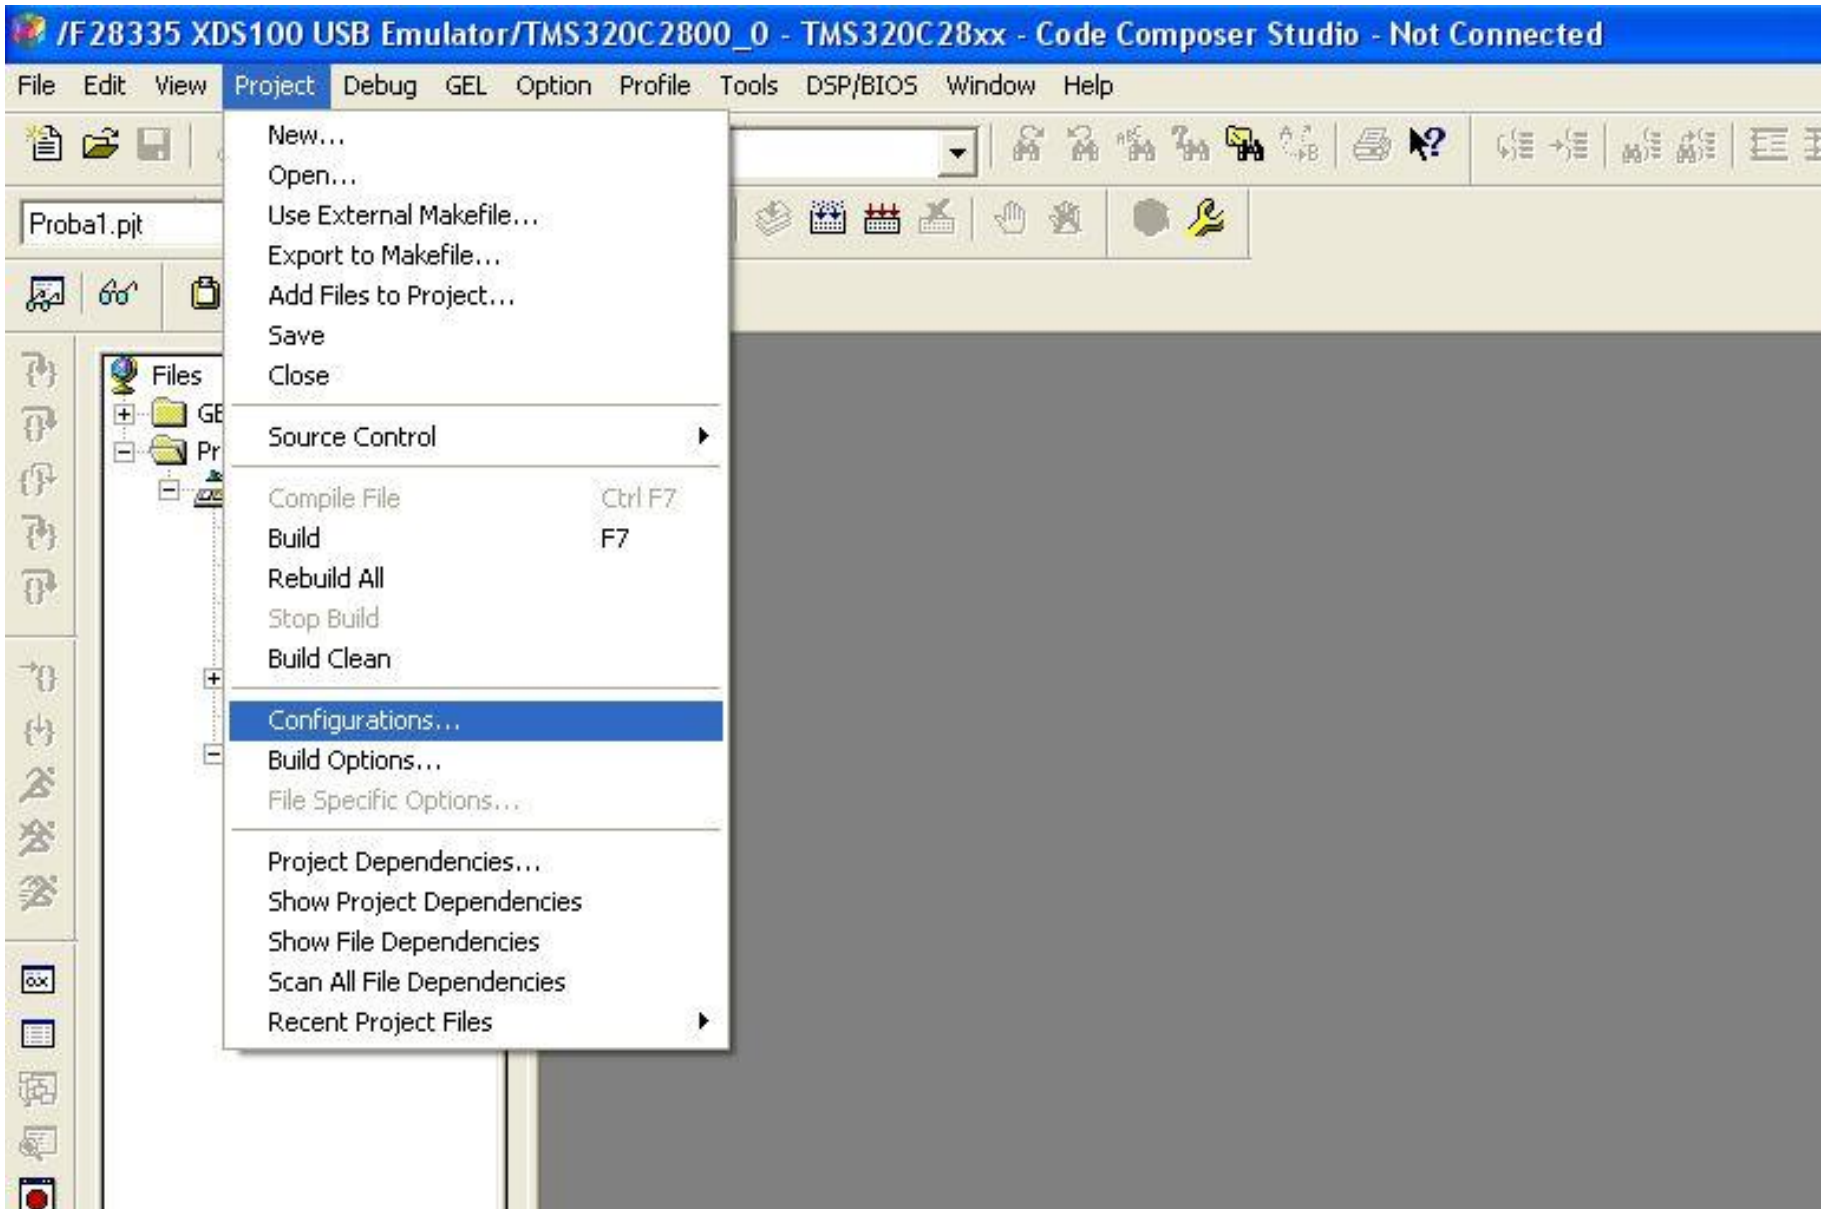 /F28335 XDS100 USB Emulator/TMS320C2800_0 - TMS320C28xx - Code Composer Studio - Not Connected
File Edit View Project Debug GEL Option Profile Tools DSP/BIOS Window Help
New...
Open...
Proba1.pjt
Use External Makefile...
Export to Makefile...
Add Files to Project...
Save
Files
Close
GE
Source Control
Pr
Compile File Ctrl F7
Build F7
Rebuild All
Stop Build
Build Clean
Configurations...
Build Options...
File Specific Options...
Project Dependencies...
Show Project Dependencies
Show File Dependencies
Scan All File Dependencies
Recent Project Files